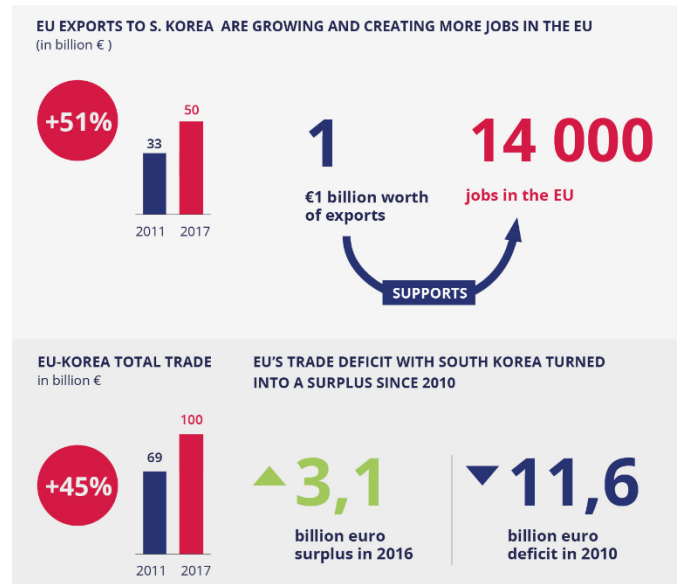 EU EXPORTS TO S. KOREA ARE GROWING AND CREATING MORE JOBS IN THE EU
(in billion € )
+51%
33
50
2011 2017
1
€1 billion worth
of exports
14 000
jobs in the EU
SUPPORTS
EU-KOREA TOTAL TRADE
in billion €
+45%
69
100
2011 2017
EU'S TRADE DEFICIT WITH SOUTH KOREA TURNED
INTO A SURPLUS SINCE 2010
3,1
billion euro
surplus in 2016
11,6
billion euro
deficit in 2010